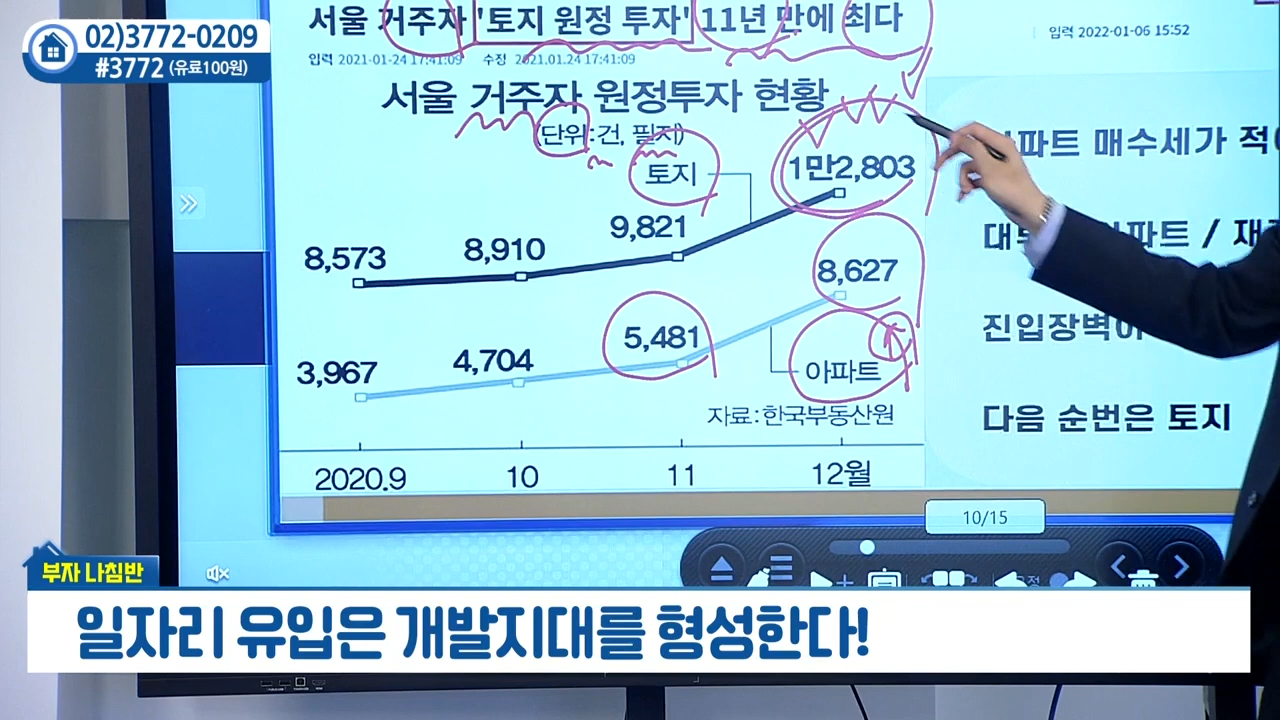 02)3772-0209
#3772 (유료100원)
서울 거주자 '토지 원정 투자' 11년 만에 최다
입력 2021-01-24 17:41:09 수정 2021.01.24 17:41:09
입력 2022-01-06 15:52
서울 거주자 원정투자 현황
(단위:건, 필지)
토지
1만2,803
9,821
8,910
8,573
8,627
5,481
4,704
3,967
아파트
자료:한국부동산원
2020.9 10 11 12월
파트 매수세가 적
파트 / 재
진입장벽이
다음 순번은 토지
10/15
부자 나침반
일자리 유입은 개발지대를 형성한다!